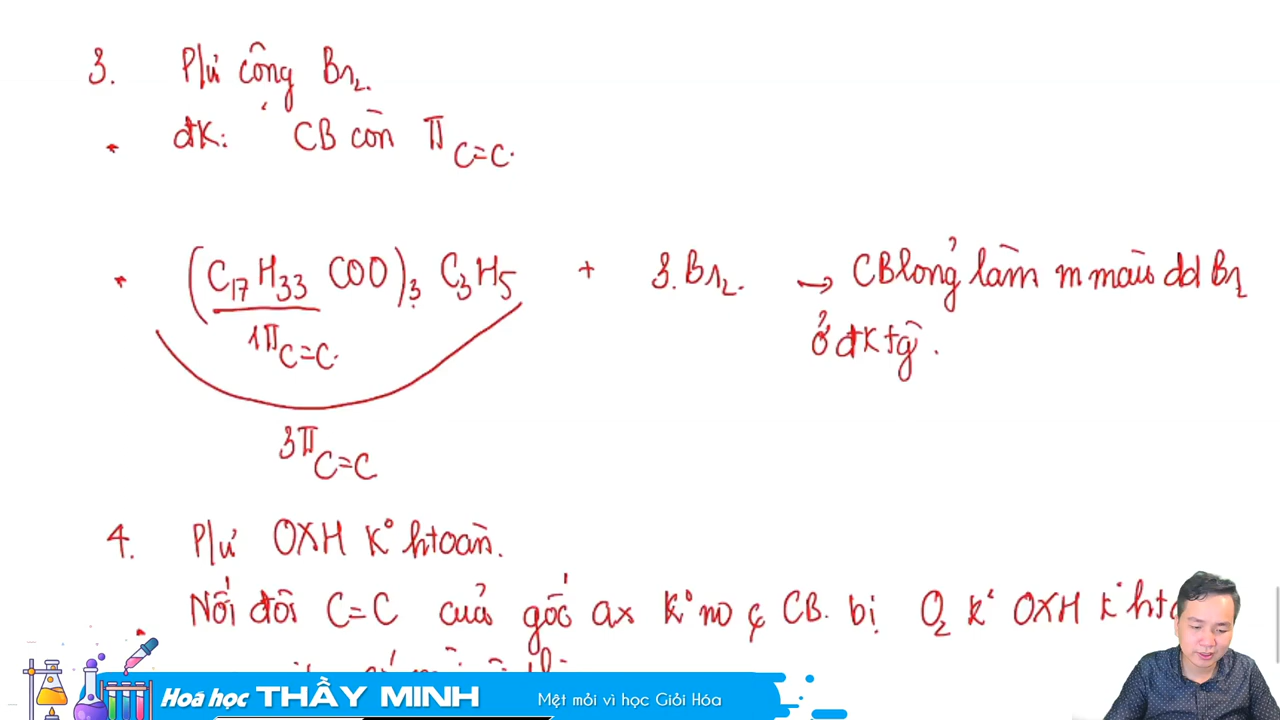 3. P/ư cộng Br₂.
• đK: CB còn π C=C.
• (C₁₇H₃₃COO)₃C₃H₅ + 3.Br₂. → CB lỏng làm m màu dd Br₂
ở đk tg̃.
1π C=C.
3π C=C
4. P/ư OXH K° htoàn.
• Nối đôi C=C của gốc ax K° no ç CB. bị O₂ K² OXH K°
Hoá học THẦY MINH Mệt mỏi vì học Giỏi Hóa